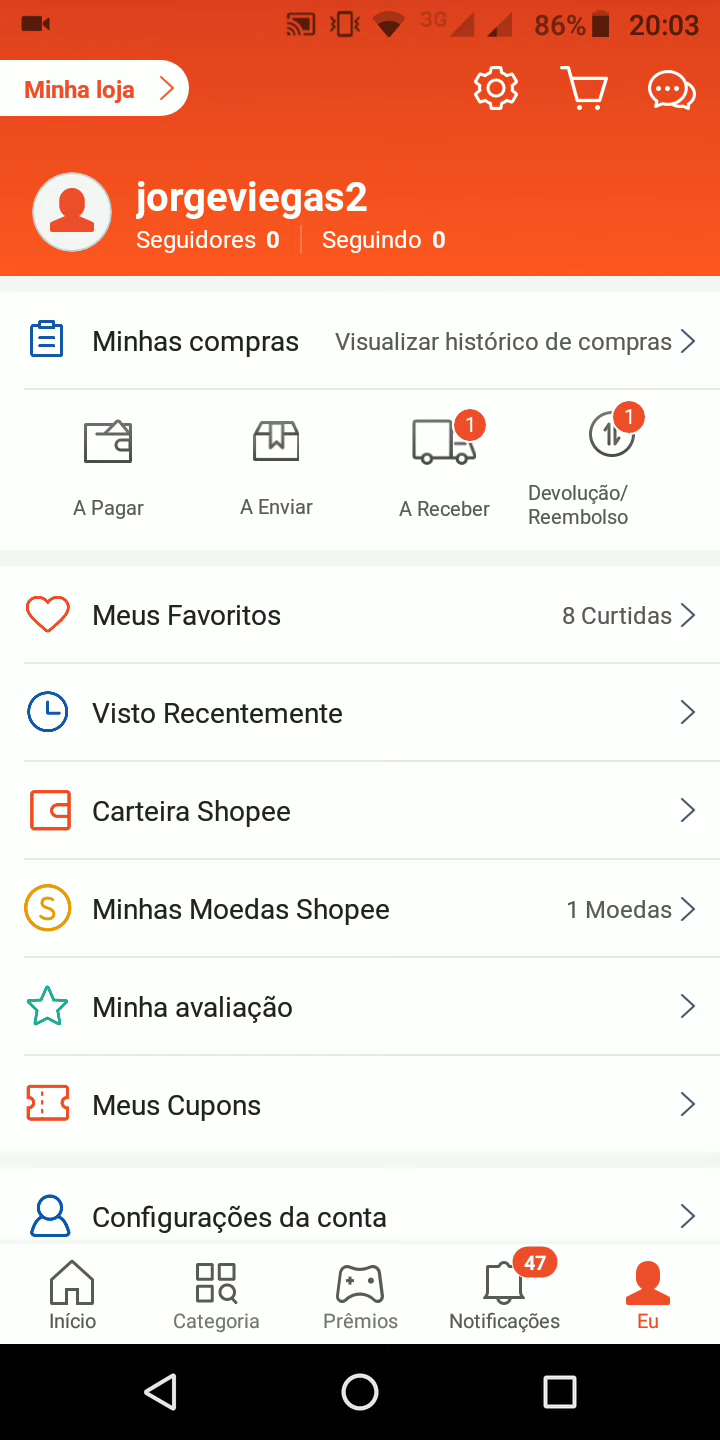 3G 86% 20:03
Minha loja
jorgeviegas2
Seguidores 0 Seguindo 0
Minhas compras Visualizar histórico de compras
1 1
A Pagar A Enviar A Receber Devolução/
Reembolso
Meus Favoritos 8 Curtidas
Visto Recentemente
Carteira Shopee
S Minhas Moedas Shopee 1 Moedas
Minha avaliação
Meus Cupons
Configurações da conta
47
Início Categoria Prêmios Notificações Eu